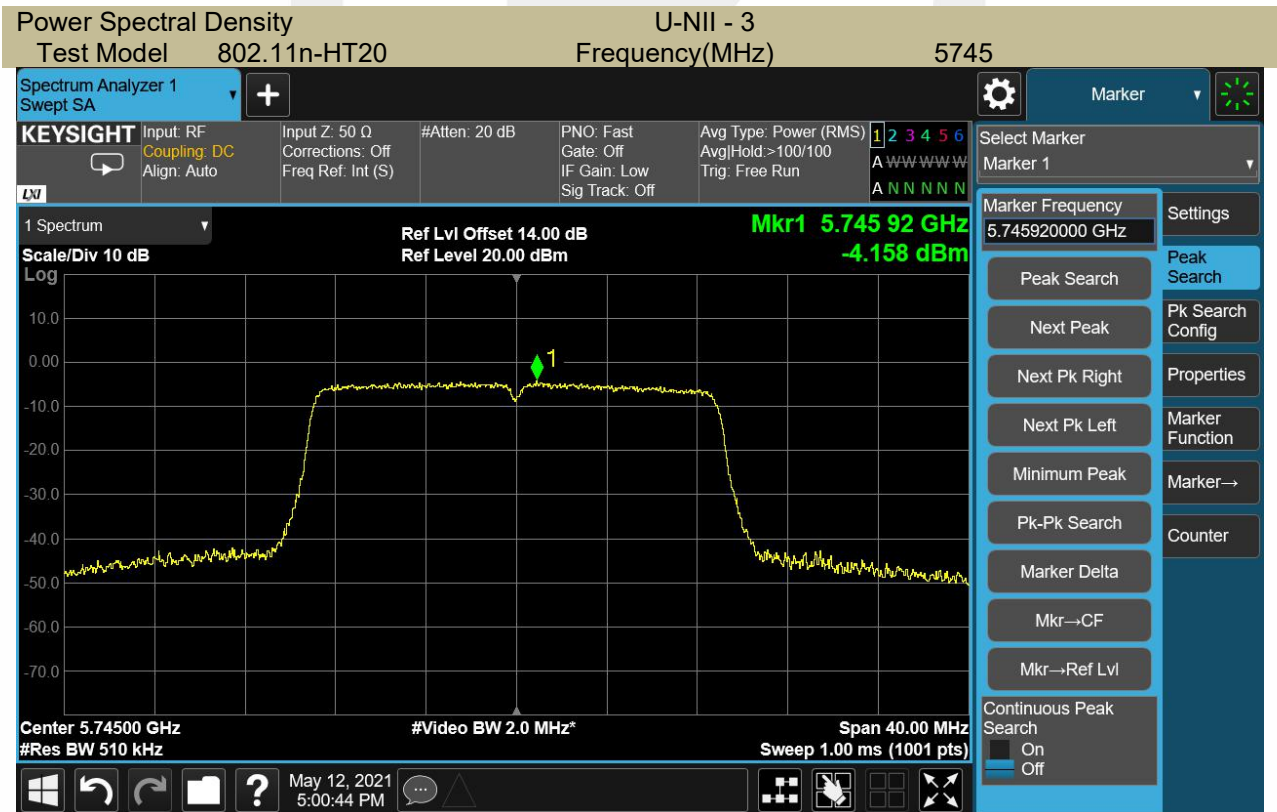 Power Spectral Density U-NII - 3
Test Model 802.11n-HT20 Frequency(MHz) 5745
Spectrum Analyzer 1
Swept SA
+
Marker
KEYSIGHT
LXI
Input: RF
Coupling: DC
Align: Auto
Input Z: 50 Ω
Corrections: Off
Freq Ref: Int (S)
#Atten: 20 dB
PNO: Fast
Gate: Off
IF Gain: Low
Sig Track: Off
Avg Type: Power (RMS)
Avg|Hold:>100/100
Trig: Free Run
1 2 3 4 5 6
A W W W W W
A N N N N N
Select Marker
Marker 1
1 Spectrum
Scale/Div 10 dB
Log
Ref Lvl Offset 14.00 dB
Ref Level 20.00 dBm
Mkr1 5.745 92 GHz
-4.158 dBm
10.0
0.00
-10.0
-20.0
-30.0
-40.0
-50.0
-60.0
-70.0
1
Center 5.74500 GHz
#Res BW 510 kHz
#Video BW 2.0 MHz*
Span 40.00 MHz
Sweep 1.00 ms (1001 pts)
Marker Frequency
5.745920000 GHz
Peak Search
Next Peak
Next Pk Right
Next Pk Left
Minimum Peak
Pk-Pk Search
Marker Delta
Mkr→CF
Mkr→Ref Lvl
Continuous Peak
Search
On
Off
Settings
Peak
Search
Pk Search
Config
Properties
Marker
Function
Marker→
Counter
?
May 12, 2021
5:00:44 PM